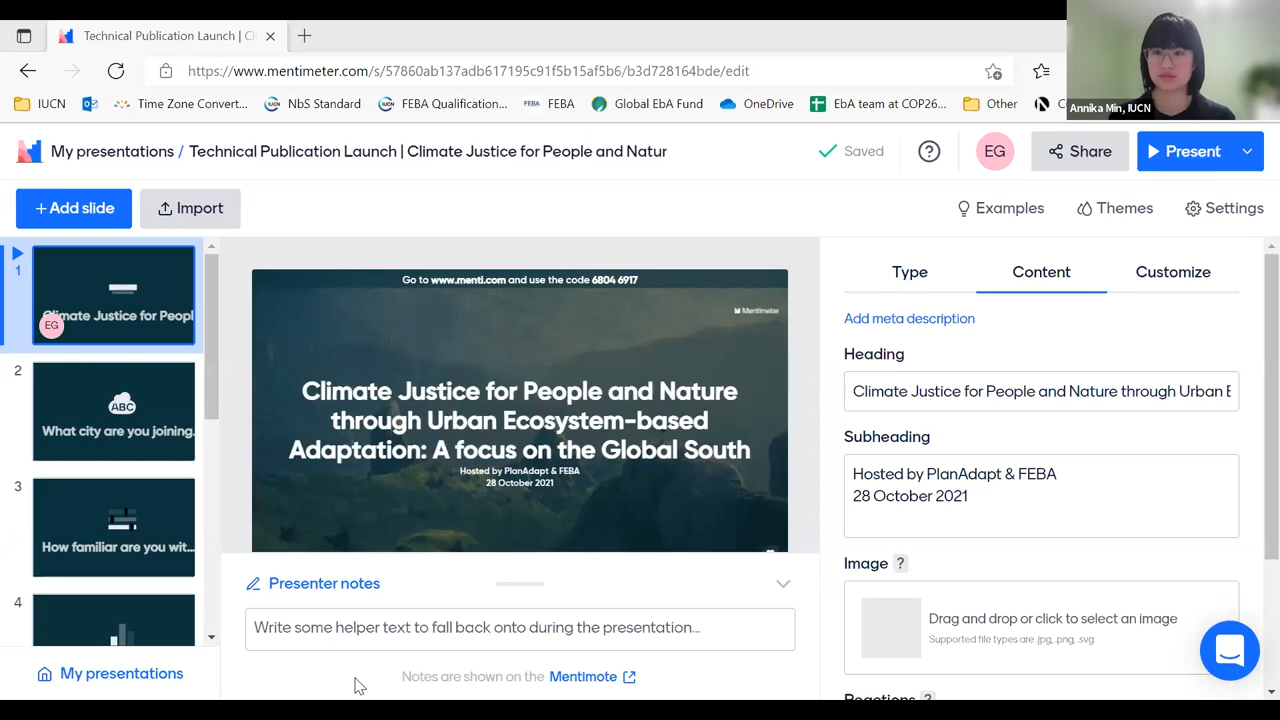 Technical Publication Launch | Cl
https://www.mentimeter.com/s/57860ab137adb617195c91f5b15af5b6/b3d728164bde/edit
IUCN
Time Zone Convert...
NbS Standard
FEBA Qualification...
FEBA FEBA
Global EbA Fund
OneDrive
EbA team at COP26...
Other
Annika Min, IUCN
My presentations / Technical Publication Launch | Climate Justice for People and Natur
Saved
EG
Share
Present
+Add slide
Import
Examples
Themes
Settings
1
Climate Justice for Peopl
EG
2
ABC
What city are you joining.
3
How familiar are you wit...
4
My presentations
Go to www.menti.com and use the code 6804 6917
Mentimeter
Climate Justice for People and Nature
through Urban Ecosystem-based
Adaptation: A focus on the Global South
Hosted by PlanAdapt & FEBA
28 October 2021
Presenter notes
Write some helper text to fall back onto during the presentation...
Notes are shown on the Mentimote
Type
Content
Customize
Add meta description
Heading
Climate Justice for People and Nature through Urban E
Subheading
Hosted by PlanAdapt & FEBA
28 October 2021
Image ?
Drag and drop or click to select an image
Supported file types are .jpg, .png, .svg
Reactions ?